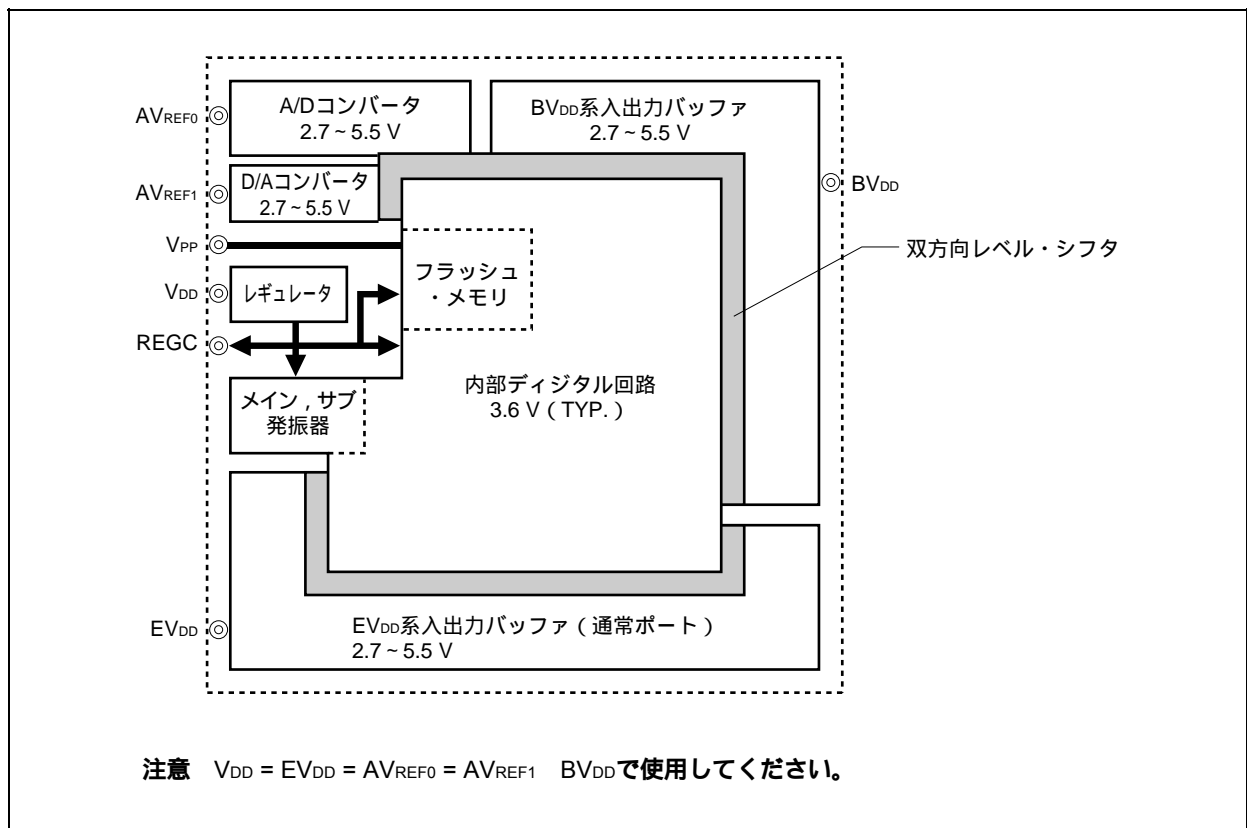 AVREF0
A/Dコンバータ
2.7~5.5 V
BVDD系入出力バッファ
2.7~5.5 V
AVREF1
D/Aコンバータ
2.7~5.5 V
BVDD
VPP
フラッシュ
・メモリ
双方向レベル・シフタ
VDD
レギュレータ
REGC
内部ディジタル回路
3.6 V(TYP.)
メイン,サブ
発振器
EVDD
EVDD系入出力バッファ(通常ポート)
2.7~5.5 V
注意 VDD = EVDD = AVREF0 = AVREF1 BVDDで使用してください。